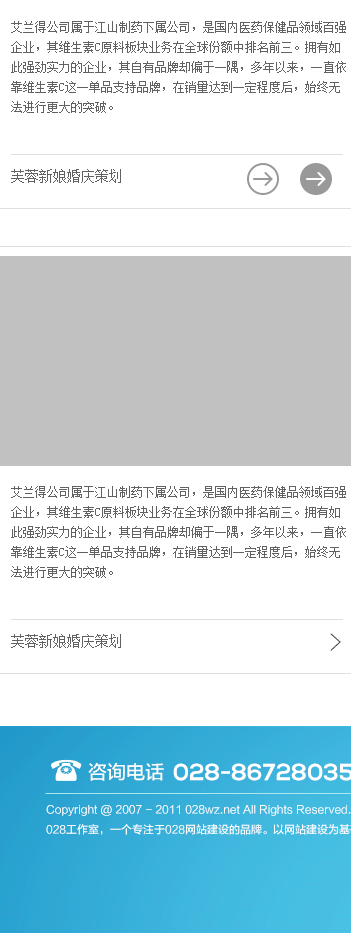 艾兰得公司属于江山制药下属公司，是国内医药保健品领域百强
企业，其维生素C原料板块业务在全球份额中排名前三。拥有如
此强劲实力的企业，其自有品牌却偏于一隅，多年以来，一直依
靠维生素C这一单品支持品牌，在销量达到一定程度后，始终无
法进行更大的突破。
芙蓉新娘婚庆策划
艾兰得公司属于江山制药下属公司，是国内医药保健品领域百强
企业，其维生素C原料板块业务在全球份额中排名前三。拥有如
此强劲实力的企业，其自有品牌却偏于一隅，多年以来，一直依
靠维生素C这一单品支持品牌，在销量达到一定程度后，始终无
法进行更大的突破。
芙蓉新娘婚庆策划
咨询电话 028-86728035
Copyright @ 2007 - 2011 028wz.net All Rights Reserved.
028工作室，一个专注于028网站建设的品牌。以网站建设为基